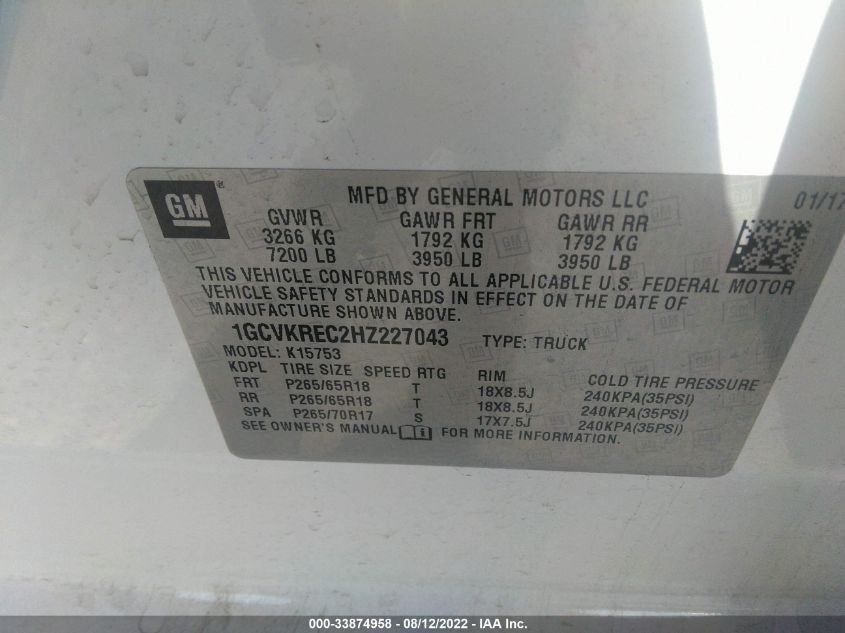 GM
MFD BY GENERAL MOTORS LLC
01/17
GVWR GAWR FRT GAWR RR
3266 KG 1792 KG 1792 KG
7200 LB 3950 LB 3950 LB
THIS VEHICLE CONFORMS TO ALL APPLICABLE U.S. FEDERAL MOTOR
VEHICLE SAFETY STANDARDS IN EFFECT ON THE DATE OF
MANUFACTURE SHOWN ABOVE.
1GCVKREC2HZ227043 TYPE: TRUCK
MODEL: K15753
KDPL TIRE SIZE SPEED RTG RIM COLD TIRE PRESSURE
FRT P265/65R18 T 18X8.5J 240KPA(35PSI)
RR P265/65R18 T 18X8.5J 240KPA(35PSI)
SPA P265/70R17 S 17X7.5J 240KPA(35PSI)
SEE OWNER'S MANUAL FOR MORE INFORMATION.
000-33874958 - 08/12/2022 - IAA Inc.